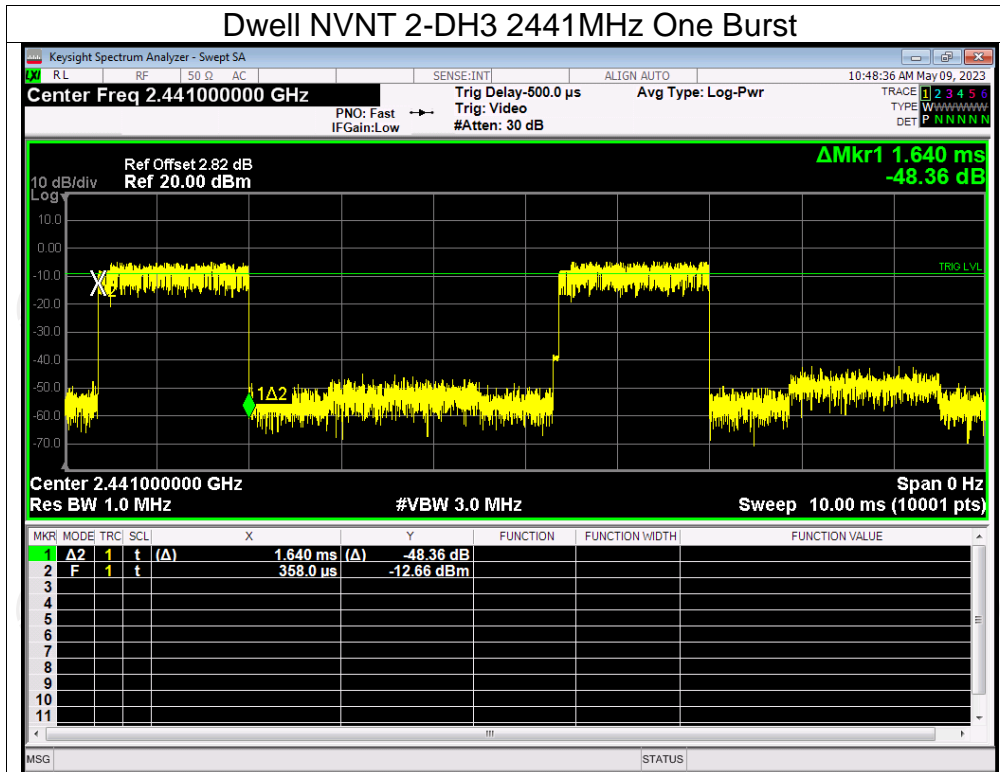 Dwell NVNT 2-DH3 2441MHz One Burst
Keysight Spectrum Analyzer - Swept SA
LXI RL RF 50 Ω AC SENSE:INT ALIGN AUTO 10:48:36 AM May 09, 2023
Center Freq 2.441000000 GHz
PNO: Fast
IFGain:Low
Trig Delay-500.0 µs
Trig: Video
#Atten: 30 dB
Avg Type: Log-Pwr
TRACE 1 2 3 4 5 6
TYPE WWWWWW
DET P N N N N N
ΔMkr1 1.640 ms
-48.36 dB
Ref Offset 2.82 dB
10 dB/div Ref 20.00 dBm
Log
10.0
0.00
-10.0
-20.0
-30.0
-40.0
-50.0
-60.0
-70.0
TRIG LVL
X2
1Δ2
Center 2.441000000 GHz Span 0 Hz
Res BW 1.0 MHz #VBW 3.0 MHz Sweep 10.00 ms (10001 pts)
MKR MODE TRC SCL X Y FUNCTION FUNCTION WIDTH FUNCTION VALUE
1 Δ2 1 t (Δ) 1.640 ms (Δ) -48.36 dB
2 F 1 t 358.0 µs -12.66 dBm
3
4
5
6
7
8
9
10
11
MSG STATUS